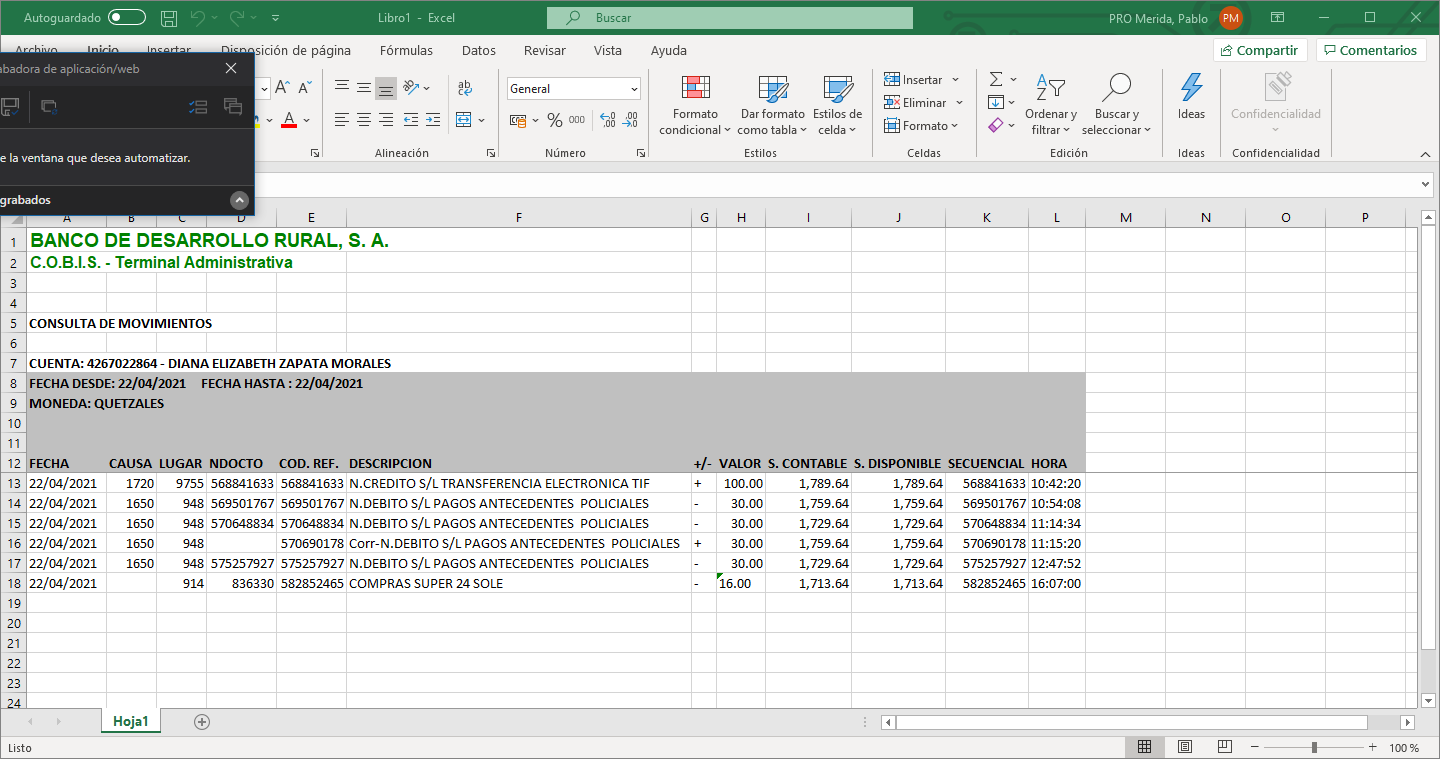 Autoguardado Libro1 - Excel Buscar PRO Merida, Pablo PM
Archivo Inicio Insertar Disposición de página Fórmulas Datos Revisar Vista Ayuda Compartir Comentarios
abadora de aplicación/web
e la ventana que desea automatizar.
grabados
General
Formato condicional
Dar formato como tabla
Estilos de celda
Insertar
Eliminar
Formato
Ordenar y filtrar
Buscar y seleccionar
Ideas
Confidencialidad
Alineación Número Estilos Celdas Edición Ideas Confidencialidad
A B C D E F G H I J K L M N O P
1 BANCO DE DESARROLLO RURAL, S. A.
2 C.O.B.I.S. - Terminal Administrativa
3
4
5 CONSULTA DE MOVIMIENTOS
6
7 CUENTA: 4267022864 - DIANA ELIZABETH ZAPATA MORALES
8 FECHA DESDE: 22/04/2021 FECHA HASTA : 22/04/2021
9 MONEDA: QUETZALES
10
11
12 FECHA CAUSA LUGAR NDOCTO COD. REF. DESCRIPCION +/- VALOR S. CONTABLE S. DISPONIBLE SECUENCIAL HORA
13 22/04/2021 1720 9755 568841633 568841633 N.CREDITO S/L TRANSFERENCIA ELECTRONICA TIF + 100.00 1,789.64 1,789.64 568841633 10:42:20
14 22/04/2021 1650 948 569501767 569501767 N.DEBITO S/L PAGOS ANTECEDENTES  POLICIALES - 30.00 1,759.64 1,759.64 569501767 10:54:08
15 22/04/2021 1650 948 570648834 570648834 N.DEBITO S/L PAGOS ANTECEDENTES  POLICIALES - 30.00 1,729.64 1,729.64 570648834 11:14:34
16 22/04/2021 1650 948 570690178 Corr-N.DEBITO S/L PAGOS ANTECEDENTES  POLICIALES + 30.00 1,759.64 1,759.64 570690178 11:15:20
17 22/04/2021 1650 948 575257927 575257927 N.DEBITO S/L PAGOS ANTECEDENTES  POLICIALES - 30.00 1,729.64 1,729.64 575257927 12:47:52
18 22/04/2021 914 836330 582852465 COMPRAS SUPER 24 SOLE - 16.00 1,713.64 1,713.64 582852465 16:07:00
19
20
21
22
23
24
Hoja1
Listo 100 %